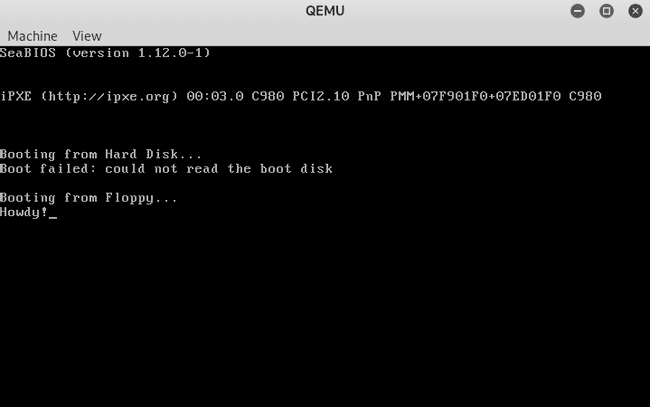 QEMU
Machine View
SeaBIOS (version 1.12.0-1)
iPXE (http://ipxe.org) 00:03.0 C980 PCI2.10 PnP PMM+07F901F0+07ED01F0 C980
Booting from Hard Disk...
Boot failed: could not read the boot disk
Booting from Floppy...
Howdy!_